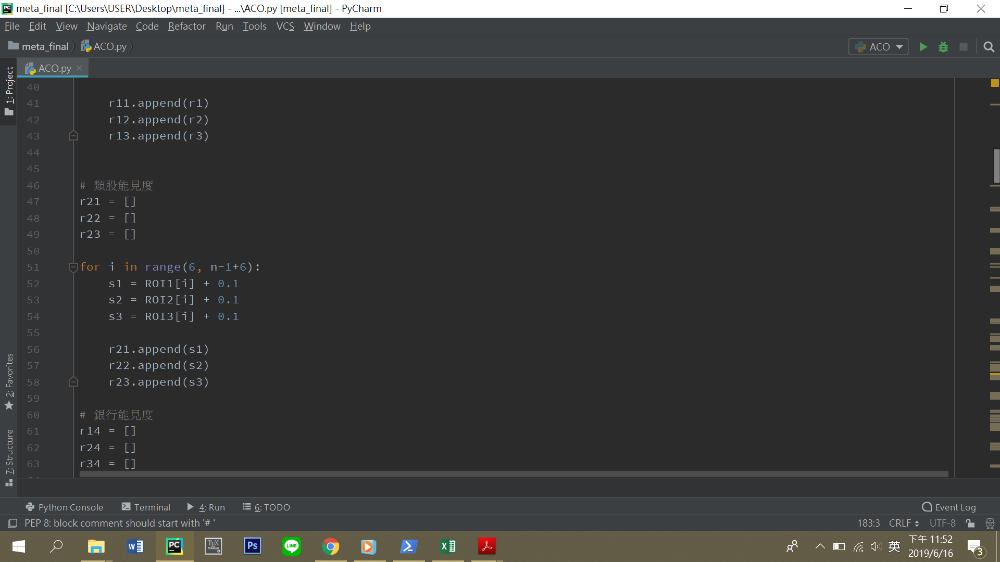 meta_final [C:\Users\USER\Desktop\meta_final] - ...\ACO.py [meta_final] - PyCharm
File Edit View Navigate Code Refactor Run Tools VCS Window Help
meta_final ACO.py ACO
ACO.py
1: Project
2: Favorites
7: Structure
40
41 r11.append(r1)
42 r12.append(r2)
43 r13.append(r3)
44
45
46 # 類股能見度
47 r21 = []
48 r22 = []
49 r23 = []
50
51 for i in range(6, n-1+6):
52 s1 = ROI1[i] + 0.1
53 s2 = ROI2[i] + 0.1
54 s3 = ROI3[i] + 0.1
55
56 r21.append(s1)
57 r22.append(s2)
58 r23.append(s3)
59
60 # 銀行能見度
61 r14 = []
62 r24 = []
63 r34 = []
Python Console Terminal 4: Run 6: TODO Event Log
PEP 8: block comment should start with '# ' 183:3 CRLF UTF-8
英 下午 11:52
2019/6/16
3